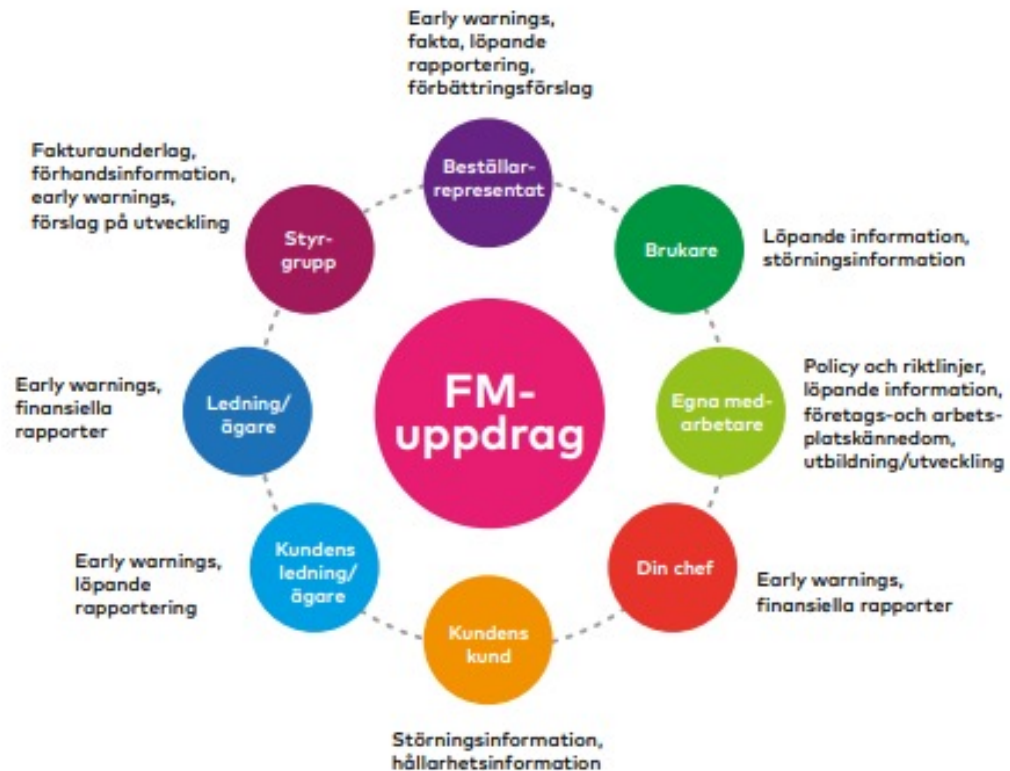 Early warnings,
fakta, löpande
rapportering,
förbättringsförslag
Beställar-
representat
Fakturaunderlag,
förhandsinformation,
early warnings,
förslag på utveckling
Styr-
grupp
Brukare
Löpande information,
störningsinformation
FM-
uppdrag
Early warnings,
finansiella
rapporter
Ledning/
ägare
Egna med-
arbetare
Policy och riktlinjer,
löpande information,
företags-och arbets-
platskännedom,
utbildning/utveckling
Early warnings,
löpande
rapportering
Kundens
ledning/
ägare
Din chef
Early warnings,
finansiella rapporter
Kundens
kund
Störningsinformation,
hållarhetsinformation